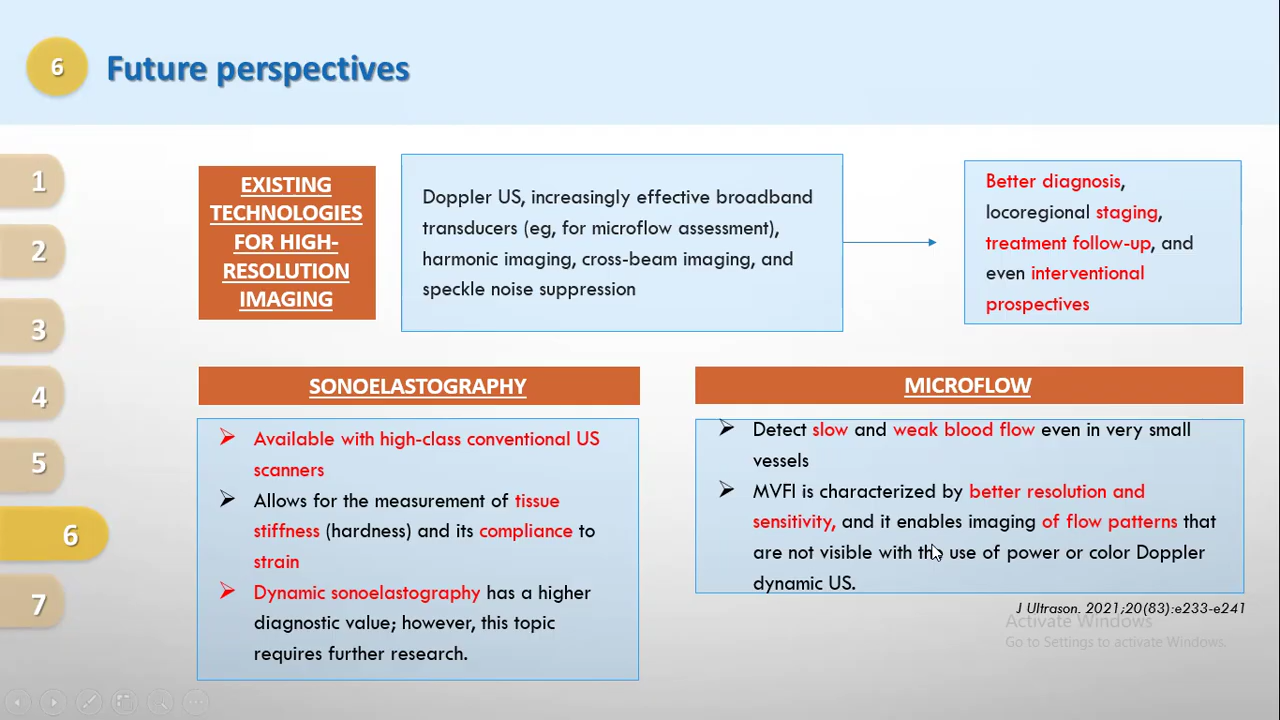 6
Future perspectives
1
2
3
4
5
6
7
EXISTING
TECHNOLOGIES
FOR HIGH-
RESOLUTION
IMAGING
Doppler US, increasingly effective broadband
transducers (eg, for microflow assessment),
harmonic imaging, cross-beam imaging, and
speckle noise suppression
Better diagnosis,
locoregional staging,
treatment follow-up, and
even interventional
prospectives
SONOELASTOGRAPHY
Available with high-class conventional US
scanners
Allows for the measurement of tissue
stiffness (hardness) and its compliance to
strain
Dynamic sonoelastography has a higher
diagnostic value; however, this topic
requires further research.
MICROFLOW
Detect slow and weak blood flow even in very small
vessels
MVFI is characterized by better resolution and
sensitivity, and it enables imaging of flow patterns that
are not visible with the use of power or color Doppler
dynamic US.
J Ultrason. 2021;20(83):e233-e241
Activate Windows
Go to Settings to activate Windows.